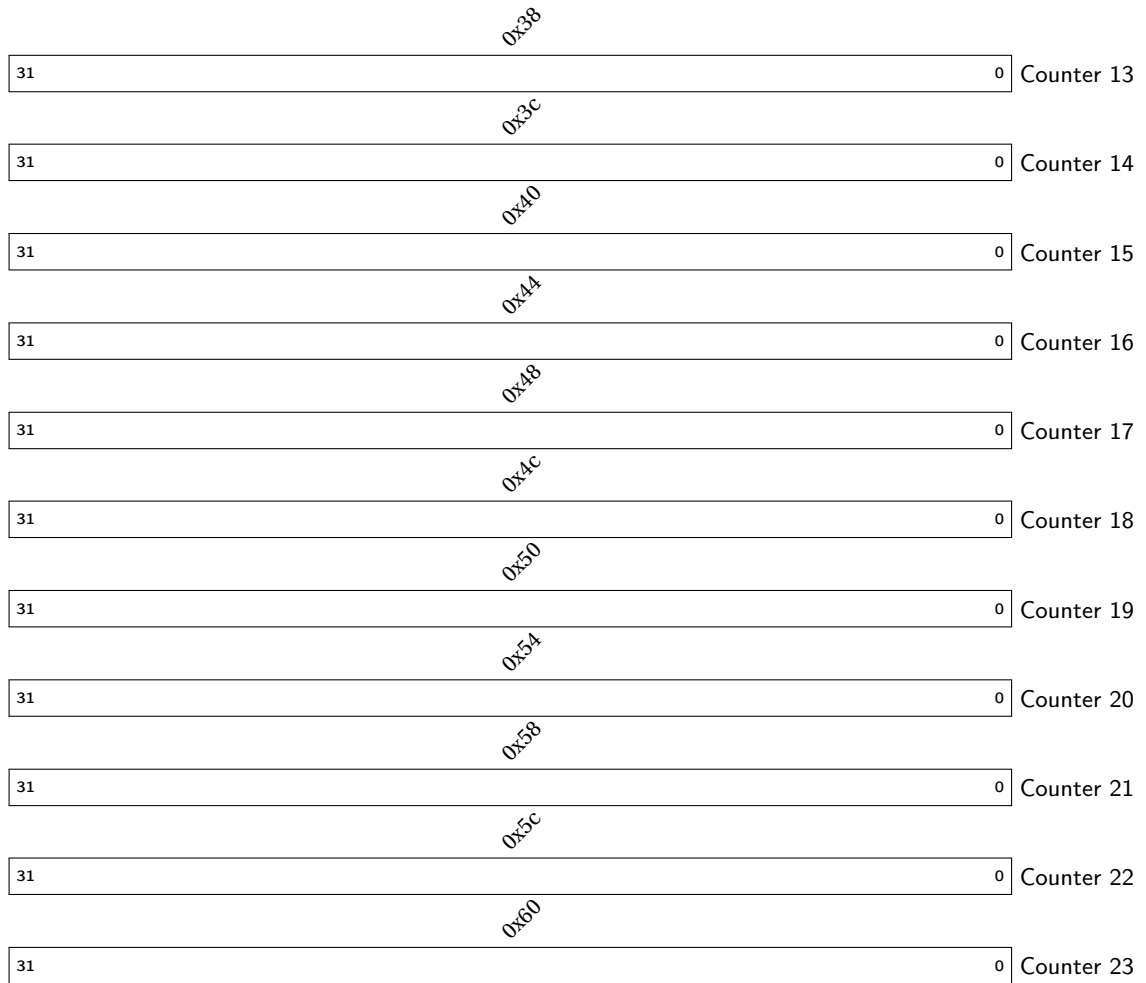 0x38
31 0 Counter 13
0x3c
31 0 Counter 14
0x40
31 0 Counter 15
0x44
31 0 Counter 16
0x48
31 0 Counter 17
0x4c
31 0 Counter 18
0x50
31 0 Counter 19
0x54
31 0 Counter 20
0x58
31 0 Counter 21
0x5c
31 0 Counter 22
0x60
31 0 Counter 23